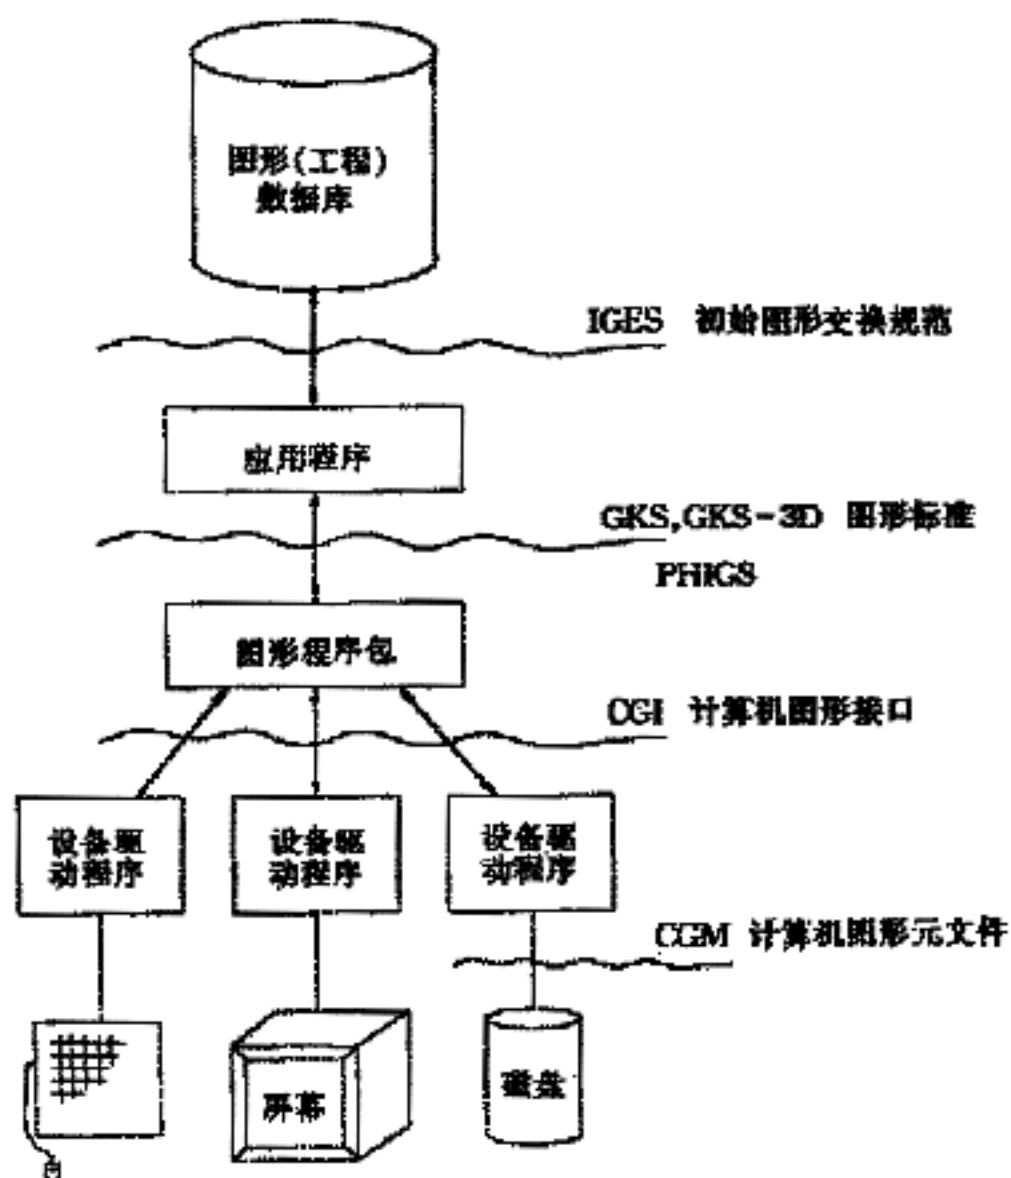 图形(工程)
数据库
IGES 初始图形交换规范
应用程序
GKS,GKS-3D 图形标准
PHIGS
图形程序包
CGI 计算机图形接口
设备驱
动程序
设备驱
动程序
设备驱
动程序
CGM 计算机图形元文件
屏幕
磁盘